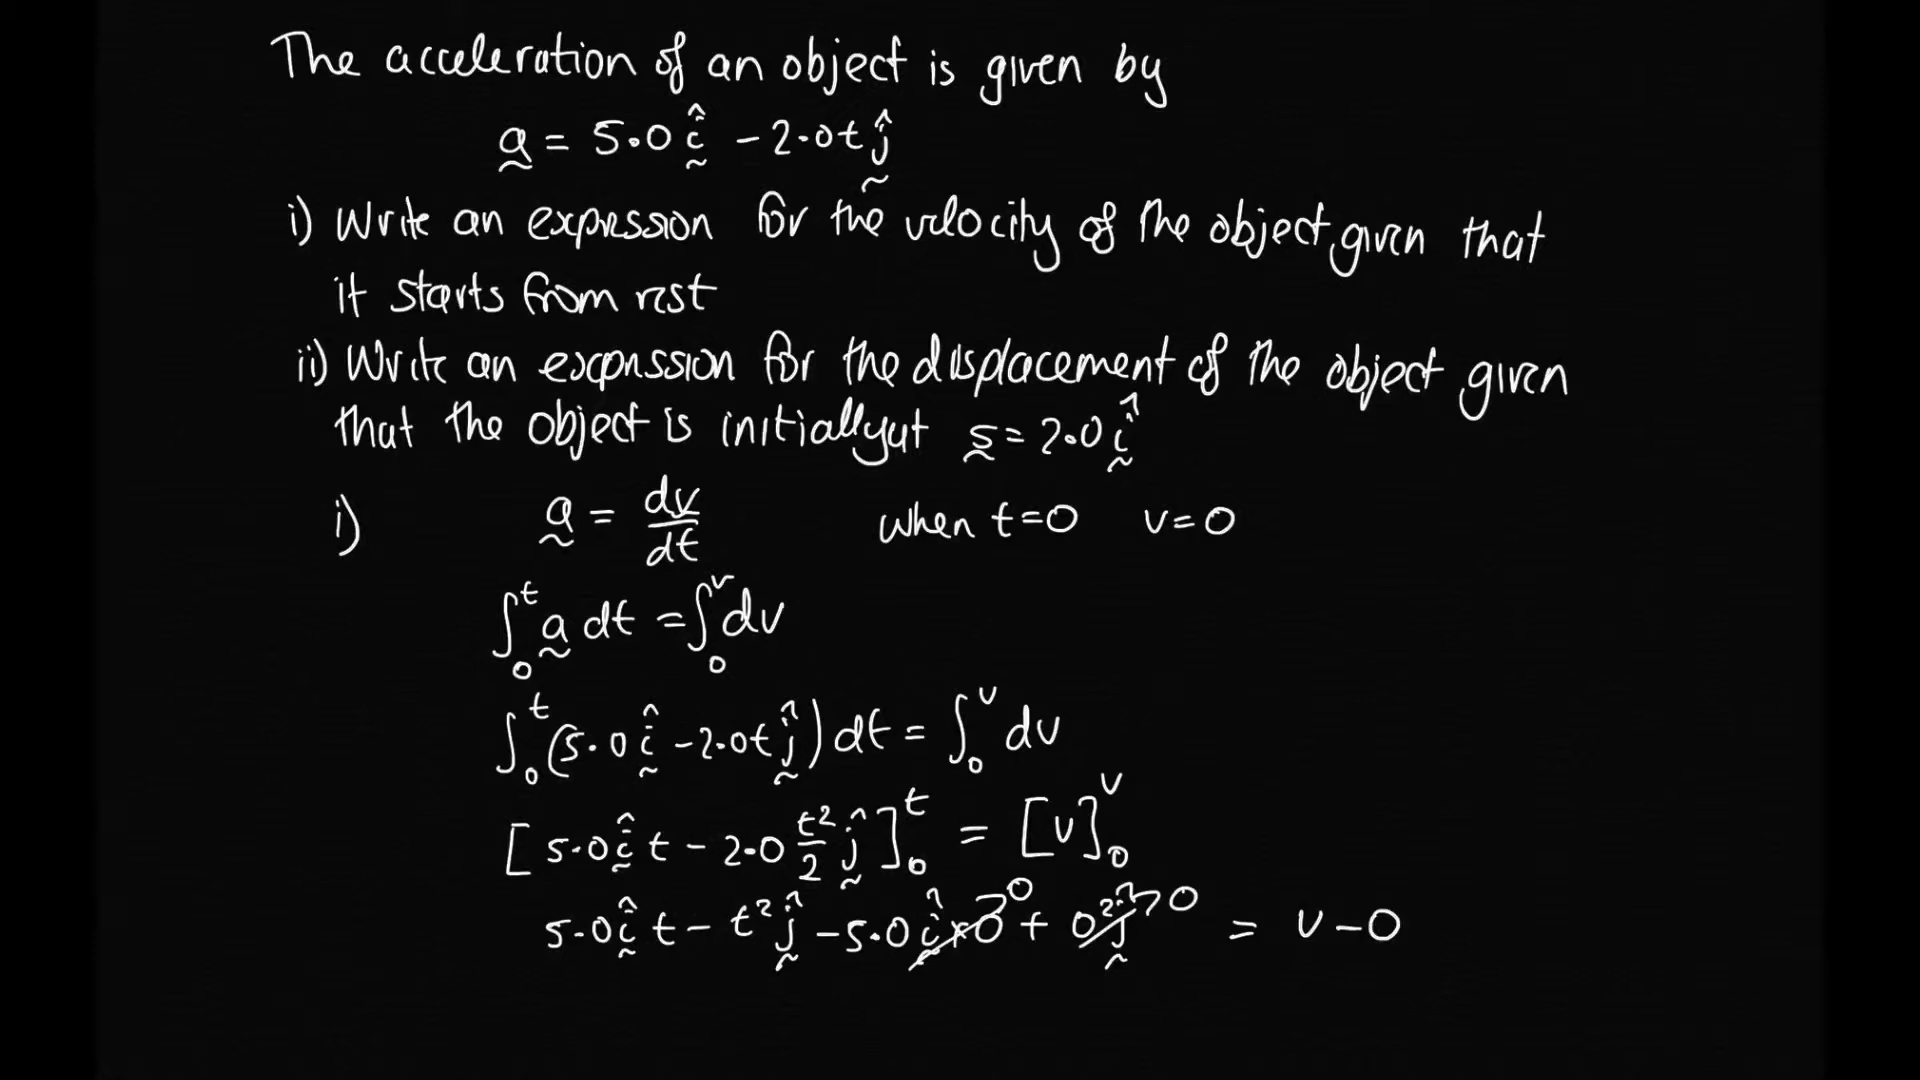 The acceleration of an object is given by
a = 5.0 î - 2.0t ĵ
i) Write an expression for the velocity of the object, given that
it starts from rest
ii) Write an expression for the displacement of the object given
that the object is initially at s = 2.0 î
i) a = dv/dt when t=0 v=0
∫₀ᵗ a dt = ∫₀ᵛ dv
∫₀ᵗ (5.0 î - 2.0t ĵ) dt = ∫₀ᵛ dv
[5.0 î t - 2.0 t²/2 ĵ]₀ᵗ = [v]₀ᵛ
5.0 î t - t² ĵ - 5.0 î × 0 → 0 + 0² ĵ → 0 = v - 0